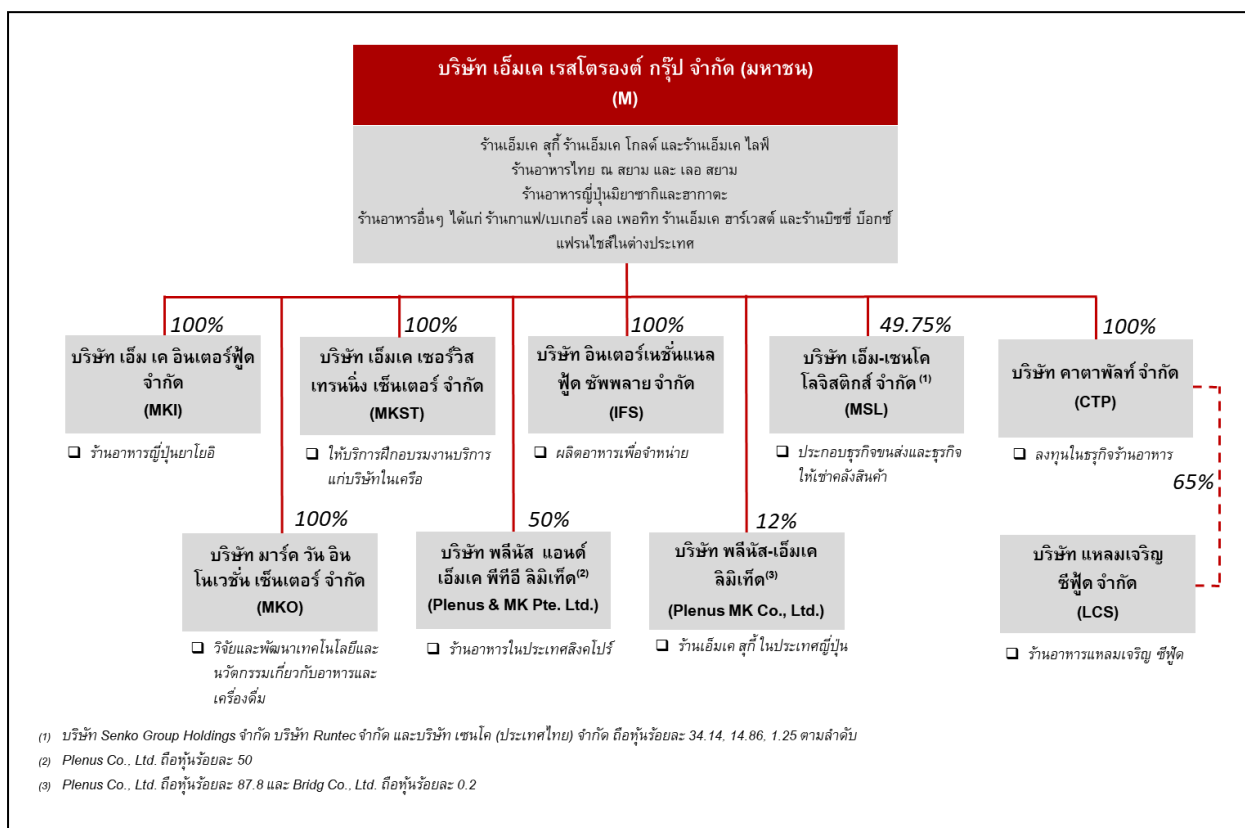 บริษัท เอ็มเค เรสโตรองต์ กรุ๊ป จำกัด (มหาชน)
(M)
ร้านเอ็มเค สุกี้ ร้านเอ็มเค โกลด์ และร้านเอ็มเค ไลฟ์
ร้านอาหารไทย ณ สยาม และ เลอ สยาม
ร้านอาหารญี่ปุ่นมิยาซากิและฮากาตะ
ร้านอาหารอื่นๆ ได้แก่ ร้านกาแฟ/เบเกอรี่ เลอ เพอทิท ร้านเอ็มเค ฮาร์เวสต์ และร้านบิซซี่ บ็อกซ์
แฟรนไชส์ในต่างประเทศ
100%
บริษัท เอ็ม เค อินเตอร์ฟู้ด
จำกัด
(MKI)
❑ ร้านอาหารญี่ปุ่นยาโยอิ
100%
บริษัท เอ็มเค เซอร์วิส
เทรนนิ่ง เซ็นเตอร์ จำกัด
(MKST)
❑ ให้บริการฝึกอบรมงานบริการ
แก่บริษัทในเครือ
100%
บริษัท อินเตอร์เนชั่นแนล
ฟู้ด ซัพพลาย จำกัด
(IFS)
❑ ผลิตอาหารเพื่อจำหน่าย
49.75%
บริษัท เอ็ม-เซนโค
โลจิสติกส์ จำกัด (1)
(MSL)
❑ ประกอบธุรกิจขนส่งและธุรกิจ
ให้เช่าคลังสินค้า
100%
บริษัท คาตาพัลท์ จำกัด
(CTP)
❑ ลงทุนในธุรกิจร้านอาหาร
65%
100%
บริษัท มาร์ค วัน อิน
โนเวชั่น เซ็นเตอร์ จำกัด
(MKO)
❑ วิจัยและพัฒนาเทคโนโลยีและ
นวัตกรรมเกี่ยวกับอาหารและ
เครื่องดื่ม
50%
บริษัท พลีนัส แอนด์
เอ็มเค พีทีอี ลิมิเท็ด(2)
(Plenus & MK Pte. Ltd.)
❑ ร้านอาหารในประเทศสิงคโปร์
12%
บริษัท พลีนัส-เอ็มเค
ลิมิเท็ด(3)
(Plenus MK Co., Ltd.)
❑ ร้านเอ็มเค สุกี้ ในประเทศญี่ปุ่น
บริษัท แหลมเจริญ
ซีฟู้ด จำกัด
(LCS)
❑ ร้านอาหารแหลมเจริญ ซีฟู้ด
(1) บริษัท Senko Group Holdings จำกัด บริษัท Runtec จำกัด และบริษัท เซนโค (ประเทศไทย) จำกัด ถือหุ้นร้อยละ 34.14, 14.86, 1.25 ตามลำดับ
(2) Plenus Co., Ltd. ถือหุ้นร้อยละ 50
(3) Plenus Co., Ltd. ถือหุ้นร้อยละ 87.8 และ Bridg Co., Ltd. ถือหุ้นร้อยละ 0.2